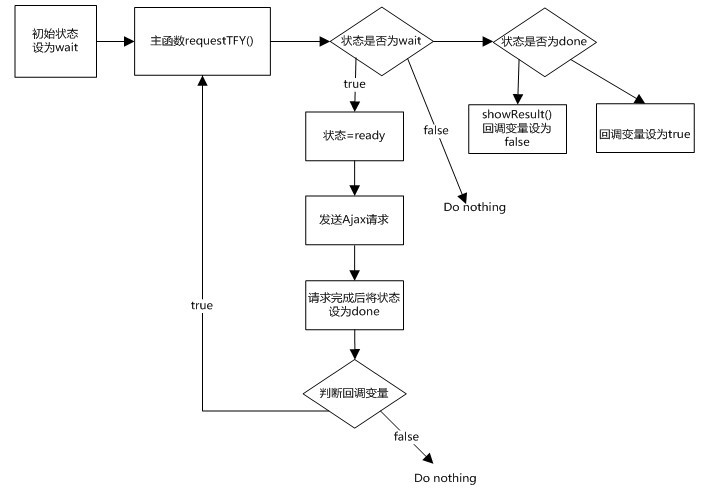 初始状态
设为wait
主函数requestTFY()
状态是否为wait
状态是否为done
true
false
状态=ready
showResult()
回调变量设为
false
回调变量设为true
Do nothing
发送Ajax请求
请求完成后将状态
设为done
true
判断回调变量
false
Do nothing